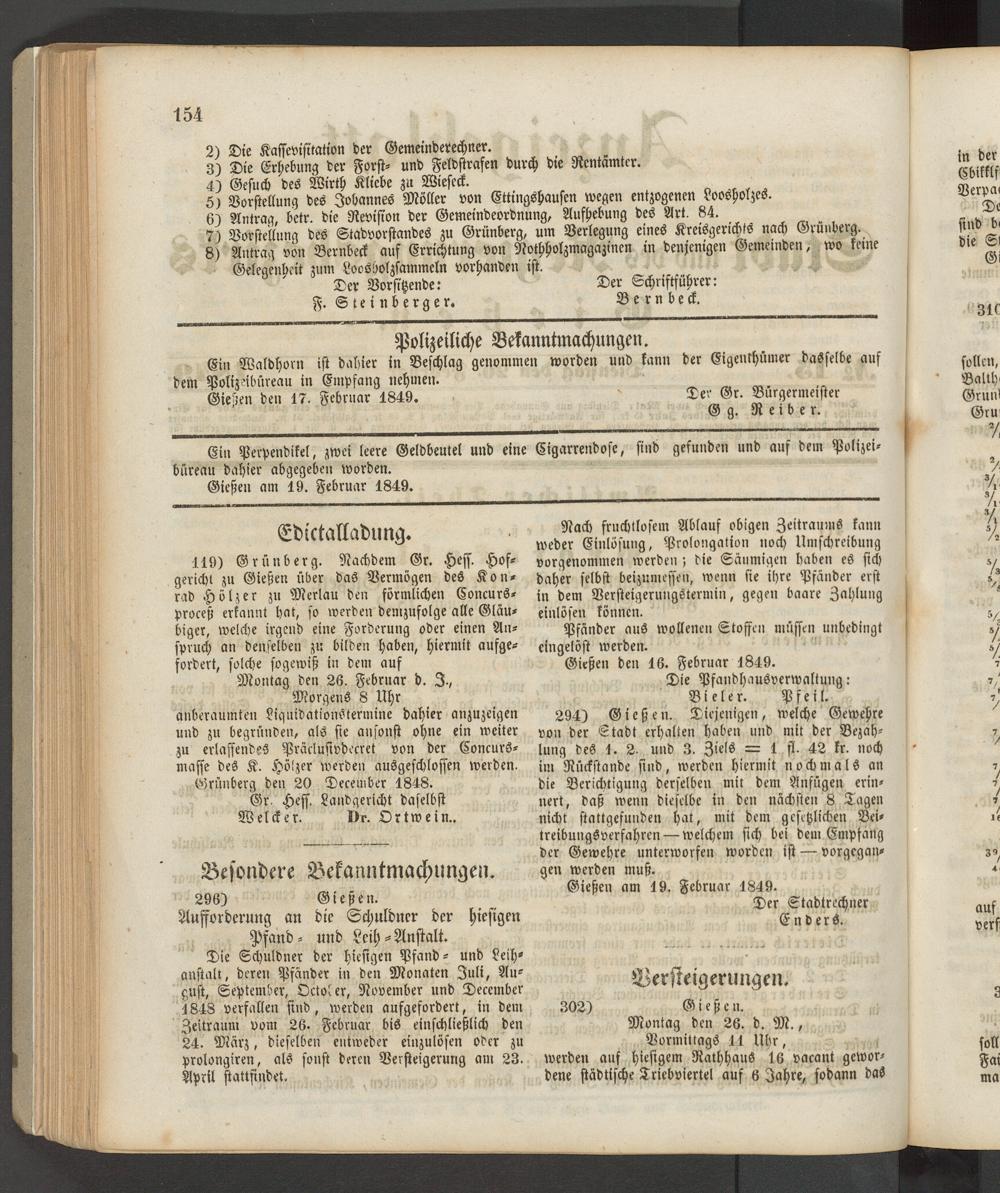 154
2) Die Kassevisitation der Gemeinderechner.
3) Die Erhebung der Forst- und Feldstrafen durch die Rentämter.
4) Gesuch des Wirth Kliebe zu Wieseck.
5) Vorstellung des Johannes Möller von Ettingshausen wegen entzogenen Loosholzes.
6) Antrag, betr. die Revision der Gemeindeordnung, Aufhebung des Art. 84.
7) Vorstellung des Stadvorstandes zu Grünberg, um Verlegung eines Kreisgerichts nach Grünberg.
8) Antrag von Bernbeck auf Errichtung von Nothholzmagazinen in denjenigen Gemeinden, wo keine
Gelegenheit zum Loosholzsammeln vorhanden ist.
Der Vorsitzende: Der Schriftführer:
F. Steinberger. Bernbeck.
Polizeiliche Bekanntmachungen.
Ein Waldhorn ist dahier in Beschlag genommen worden und kann der Eigenthümer dasselbe auf
dem Polizeibüreau in Empfang nehmen.
Gießen den 17. Februar 1849. Der Gr. Bürgermeister
Gg. Reiber.
Ein Perpendikel, zwei leere Geldbeutel und eine Cigarrendose, sind gefunden und auf dem Polizei-
büreau dahier abgegeben worden.
Gießen am 19. Februar 1849.
Edictalladung.
119) Grünberg. Nachdem Gr. Hess. Hof-
gericht zu Gießen über das Vermögen des Kon-
rad Hölzer zu Merlau den förmlichen Concurs-
proceß erkannt hat, so werden demzufolge alle Gläu-
biger, welche irgend eine Forderung oder einen An-
spruch an denselben zu bilden haben, hiermit aufge-
fordert, solche sogewiß in dem auf
Montag den 26. Februar d. J.,
Morgens 8 Uhr
anberaumten Liquidationstermine dahier anzuzeigen
und zu begründen, als sie ansonst ohne ein weiter
zu erlassendes Präclusivdecret von der Concurs-
masse des K. Hölzer werden ausgeschlossen werden.
Grünberg den 20 December 1848.
Gr. Hess. Landgericht daselbst
Welcker. Dr. Ortwein..
Besondere Bekanntmachungen.
296) Gießen.
Aufforderung an die Schuldner der hiesigen
Pfand- und Leih-Anstalt.
Die Schuldner der hiesigen Pfand- und Leih-
anstalt, deren Pfänder in den Monaten Juli, Au-
gust, September, October, November und December
1848 verfallen sind, werden aufgefordert, in dem
Zeitraum vom 26. Februar bis einschließlich den
24. März, dieselben entweder einzulösen oder zu
prolongiren, als sonst deren Versteigerung am 23.
April stattfindet.
Nach fruchtlosem Ablauf obigen Zeitraums kann
weder Einlösung, Prolongation noch Umschreibung
vorgenommen werden; die Säumigen haben es sich
daher selbst beizumessen, wenn sie ihre Pfänder erst
in dem Versteigerungstermin, gegen baare Zahlung
einlösen können.
Pfänder aus wollenen Stoffen müssen unbedingt
eingelöst werden.
Gießen den 16. Februar 1849.
Die Pfandhausverwaltung:
Bieler. Pfeil.
294) Gießen. Diejenigen, welche Gewehre
von der Stadt erhalten haben und mit der Bezah-
lung des 1. 2. und 3. Ziels = 1 fl. 42 kr. noch
im Rückstande sind, werden hiermit nochmals an
die Berichtigung derselben mit dem Anfügen erin-
nert, daß wenn dieselbe in den nächsten 8 Tagen
nicht stattgefunden hat, mit dem gesetzlichen Bei-
treibungsverfahren — welchem sich bei dem Empfang
der Gewehre unterworfen worden ist — vorgegan-
gen werden muß.
Gießen am 19. Februar 1849.
Der Stadtrechner
Enders.
Versteigerungen.
302) Gießen.
Montag den 26. d. M.,
Vormittags 11 Uhr,
werden auf hiesigem Rathhaus 16 vacant gewor-
dene städtische Triebviertel auf 6 Jahre, sodann das
in der
Verpa
sind b
die S
310
sollen,
Balth
Grün
Gru
auf
verf
soll
ma